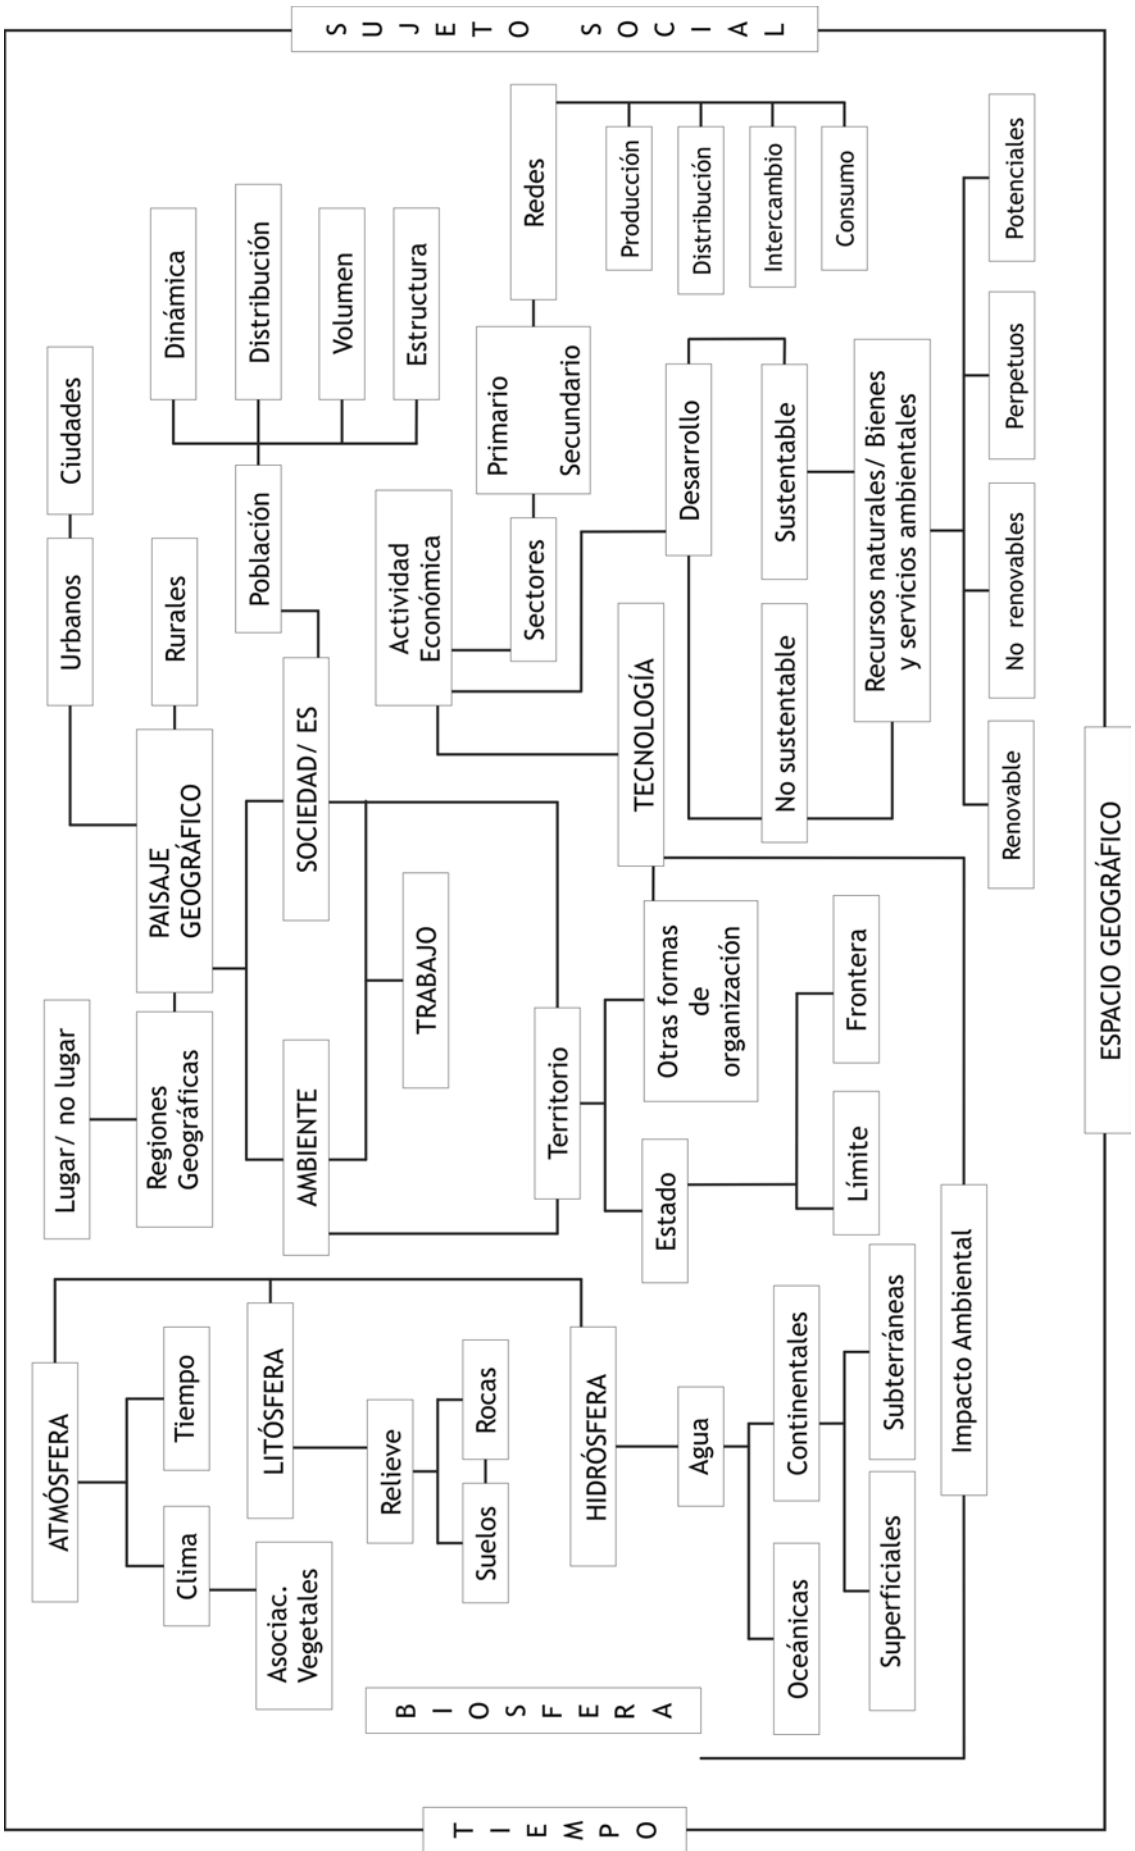 Lugar/ no lugar
Urbanos
Ciudades
ATMÓSFERA
Regiones
Geográficas
PAISAJE
GEOGRÁFICO
Rurales
Dinámica
Clima
Tiempo
Población
Distribución
Asociac.
Vegetales
LITÓSFERA
AMBIENTE
SOCIEDAD/ ES
Volumen
Relieve
TRABAJO
Actividad
Económica
Estructura
Suelos
Rocas
BIOSFERA
TIEMPO
SUJETO SOCIAL
HIDRÓSFERA
Territorio
Sectores
Primario
Secundario
Redes
Agua
Estado
Otras formas
de
organización
TECNOLOGÍA
Desarrollo
Producción
Distribución
Intercambio
Consumo
Oceánicas
Continentales
No sustentable
Sustentable
Límite
Frontera
Superficiales
Subterráneas
Recursos naturales/ Bienes
y servicios ambientales
Impacto Ambiental
Renovable
No renovables
Perpetuos
Potenciales
ESPACIO GEOGRÁFICO